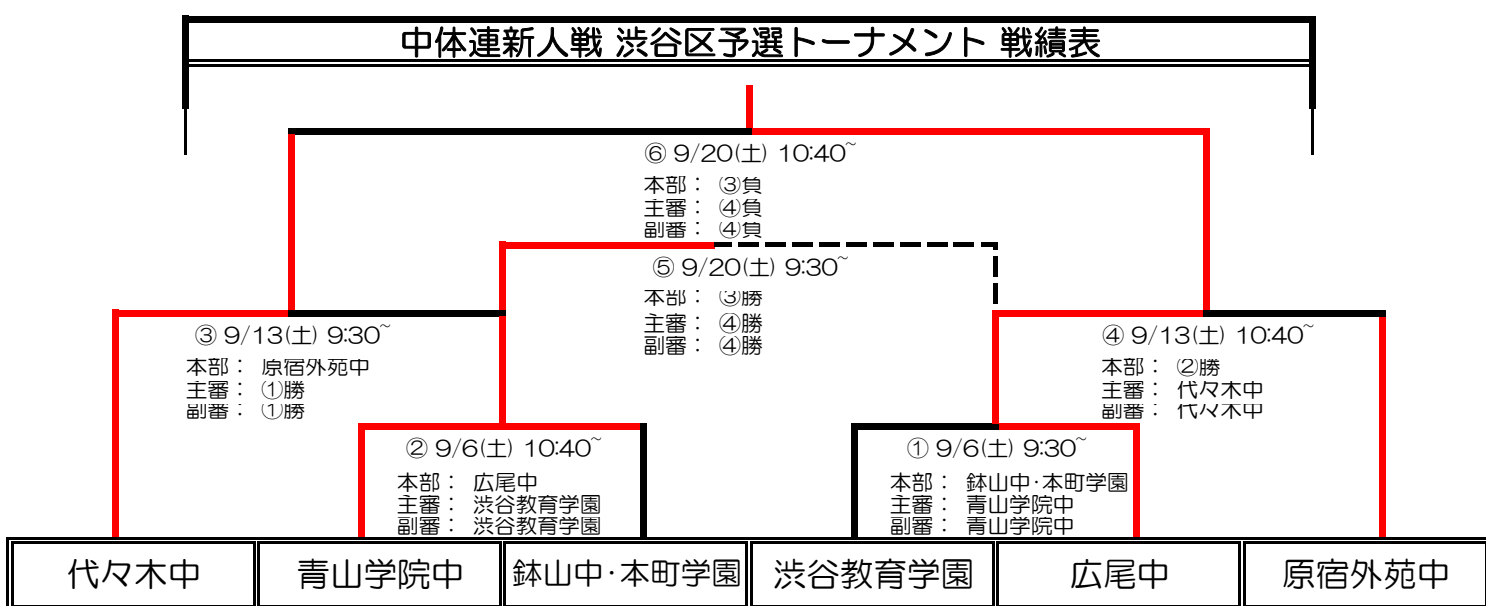 中体連新人戦 渋谷区予選トーナメント 戦績表
⑥ 9/20(土) 10:40~
本部： ③負
主審： ④負
副審： ④負
⑤ 9/20(土) 9:30~
本部： ③勝
主審： ④勝
副審： ④勝
③ 9/13(土) 9:30~
本部： 原宿外苑中
主審： ①勝
副審： ①勝
④ 9/13(土) 10:40~
本部： ②勝
主審： 代々木中
副審： 代々木中
② 9/6(土) 10:40~
本部： 広尾中
主審： 渋谷教育学園
副審： 渋谷教育学園
① 9/6(土) 9:30~
本部： 鉢山中・本町学園
主審： 青山学院中
副審： 青山学院中
代々木中
青山学院中
鉢山中・本町学園
渋谷教育学園
広尾中
原宿外苑中